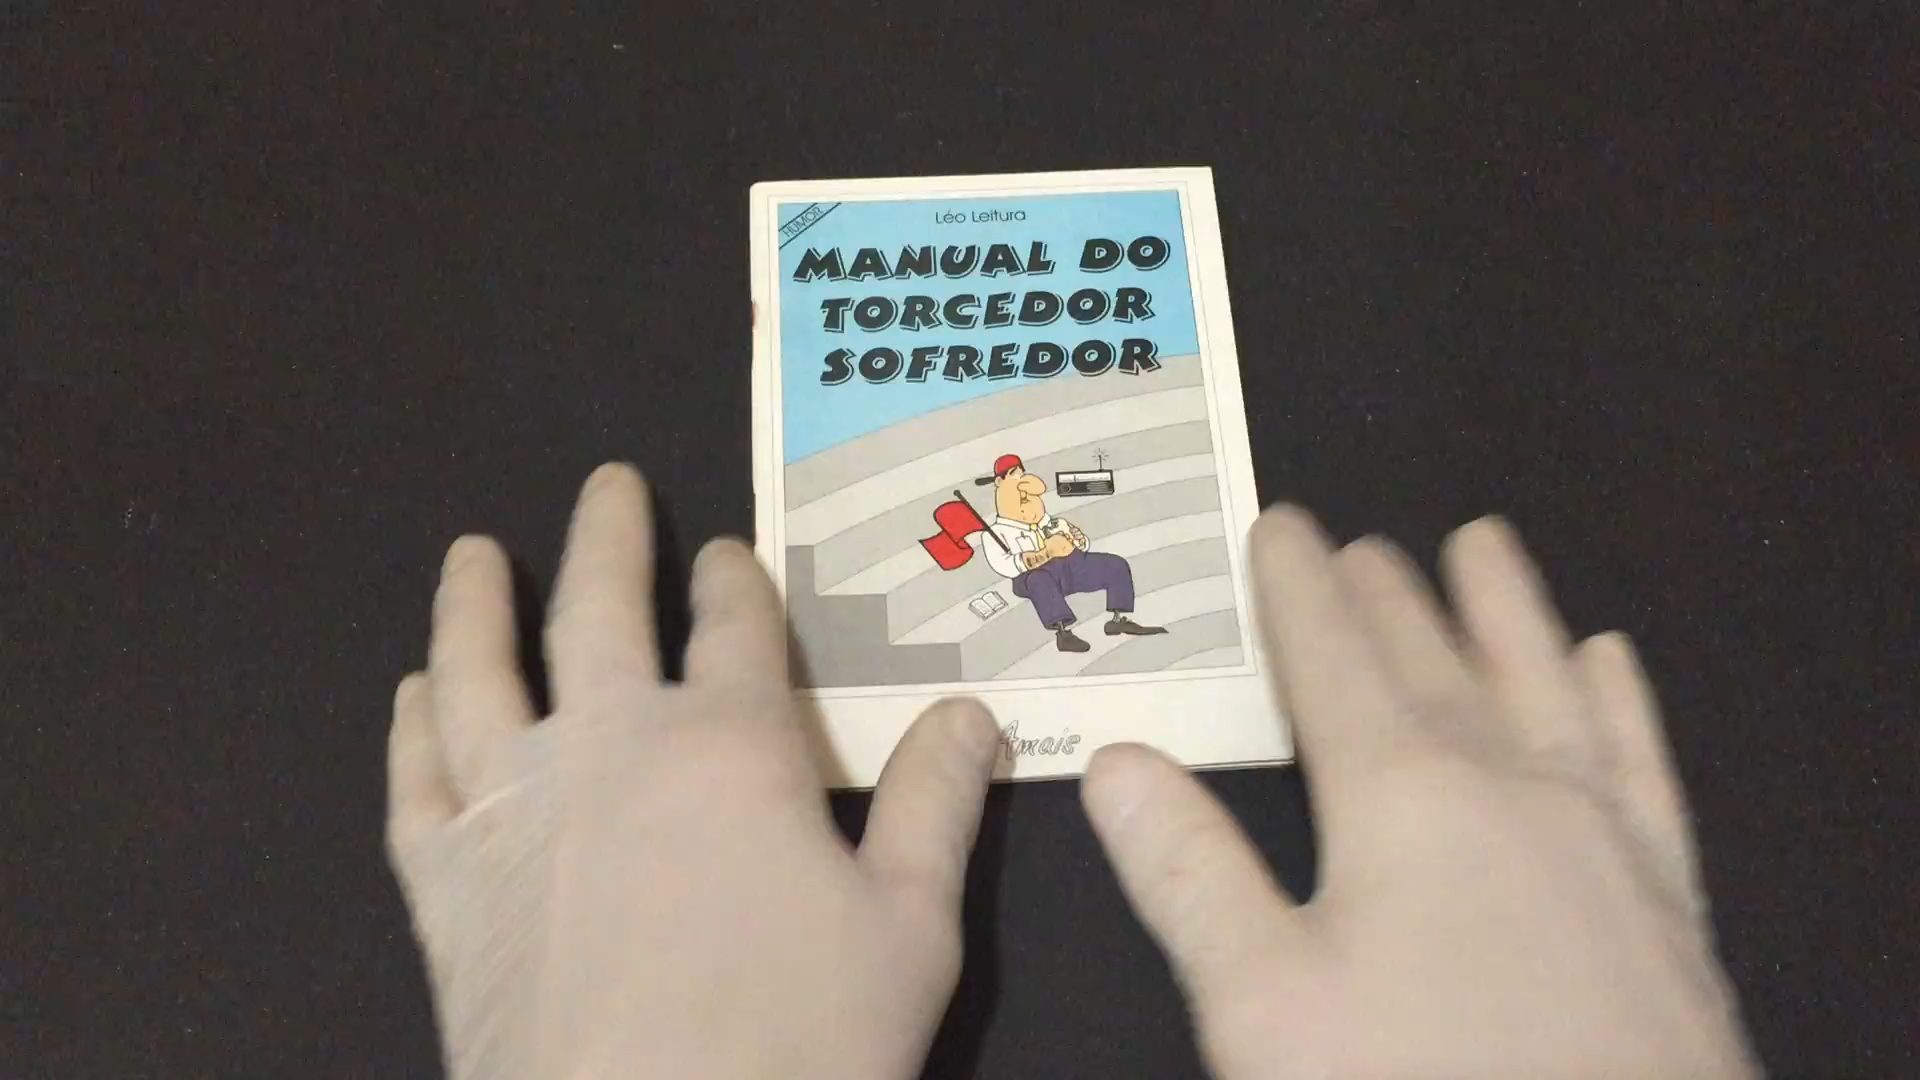 HUMOR
Léo Leitura
MANUAL DO
TORCEDOR
SOFREDOR
Amais